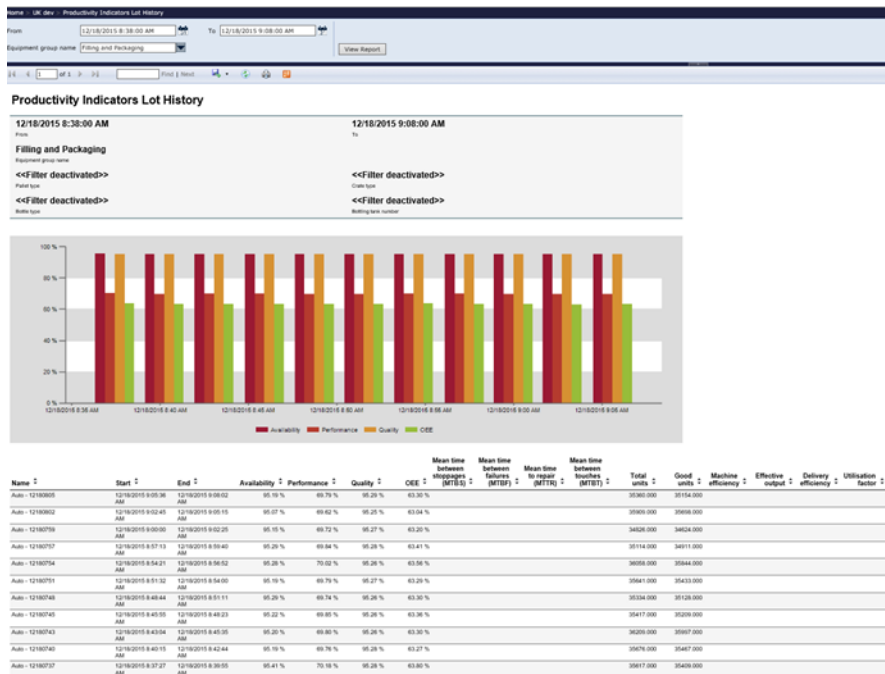 Home - UK dev - Productivity Indicators Lot History
From 12/18/2015 8:38:00 AM To 12/18/2015 9:08:00 AM
Equipment group name Filling and Packaging View Report
1 of 1 Find | Next
Productivity Indicators Lot History
12/18/2015 8:38:00 AM 12/18/2015 9:08:00 AM
From To
Filling and Packaging
Equipment group name
<<Filter deactivated>> <<Filter deactivated>>
Pallet type Crate type
<<Filter deactivated>> <<Filter deactivated>>
Bottle type Bottling tank number
100 %
80 %
60 %
40 %
20 %
0 %
12/18/2015 8:35 AM 12/18/2015 8:40 AM 12/18/2015 8:45 AM 12/18/2015 8:50 AM 12/18/2015 8:55 AM 12/18/2015 9:00 AM 12/18/2015 9:05 AM
Availability Performance Quality OEE
Name Start End Availability Performance Quality OEE Mean time between stoppages (MTBS) Mean time between failures (MTBF) Mean time to repair (MTTR) Mean time between touches (MTBT) Total units Good units Machine efficiency Effective output Delivery efficiency Utilisation factor
Auto - 12180805 12/18/2015 9:05:36 AM 12/18/2015 9:08:02 AM 95.19 % 69.79 % 95.29 % 63.30 % 35360.000 35154.000
Auto - 12180802 12/18/2015 9:02:45 AM 12/18/2015 9:05:15 AM 95.07 % 69.62 % 95.25 % 63.04 % 35909.000 35698.000
Auto - 12180759 12/18/2015 9:00:00 AM 12/18/2015 9:02:25 AM 95.15 % 69.72 % 95.27 % 63.20 % 34826.000 34624.000
Auto - 12180757 12/18/2015 8:57:13 AM 12/18/2015 8:59:40 AM 95.29 % 69.84 % 95.28 % 63.41 % 35114.000 34911.000
Auto - 12180754 12/18/2015 8:54:21 AM 12/18/2015 8:56:52 AM 95.28 % 70.02 % 95.26 % 63.56 % 36058.000 35844.000
Auto - 12180751 12/18/2015 8:51:32 AM 12/18/2015 8:54:00 AM 95.19 % 69.79 % 95.27 % 63.29 % 35641.000 35433.000
Auto - 12180748 12/18/2015 8:48:44 AM 12/18/2015 8:51:11 AM 95.29 % 69.74 % 95.26 % 63.30 % 35334.000 35128.000
Auto - 12180745 12/18/2015 8:45:55 AM 12/18/2015 8:48:23 AM 95.22 % 69.85 % 95.26 % 63.36 % 35417.000 35209.000
Auto - 12180743 12/18/2015 8:43:04 AM 12/18/2015 8:45:35 AM 95.20 % 69.80 % 95.26 % 63.30 % 36209.000 35997.000
Auto - 12180740 12/18/2015 8:40:15 AM 12/18/2015 8:42:44 AM 95.19 % 69.76 % 95.28 % 63.27 % 35676.000 35467.000
Auto - 12180737 12/18/2015 8:37:27 AM 12/18/2015 8:39:55 AM 95.41 % 70.18 % 95.28 % 63.80 % 35617.000 35409.000